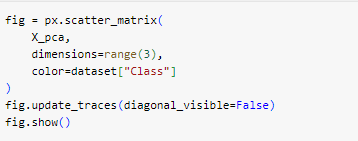 fig = px.scatter_matrix(
    X_pca,
    dimensions=range(3),
    color=dataset["Class"]
)
fig.update_traces(diagonal_visible=False)
fig.show()